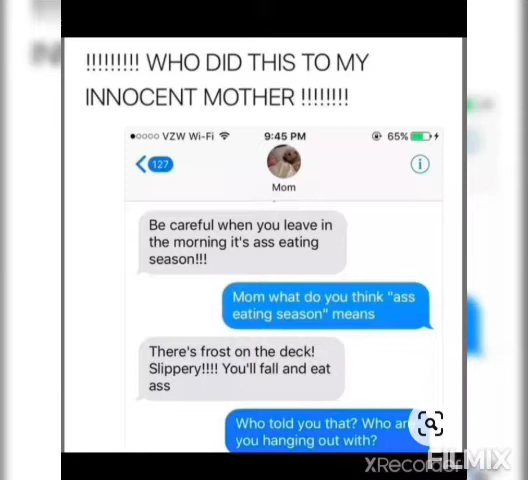 !!!!!!!!! WHO DID THIS TO MY
INNOCENT MOTHER !!!!!!!!
VZW Wi-Fi 9:45 PM 65%
127
Mom
Be careful when you leave in
the morning it's ass eating
season!!!
Mom what do you think "ass
eating season" means
There's frost on the deck!
Slippery!!!! You'll fall and eat
ass
Who told you that? Who
you hanging out with?
XRecorder
FILMIX